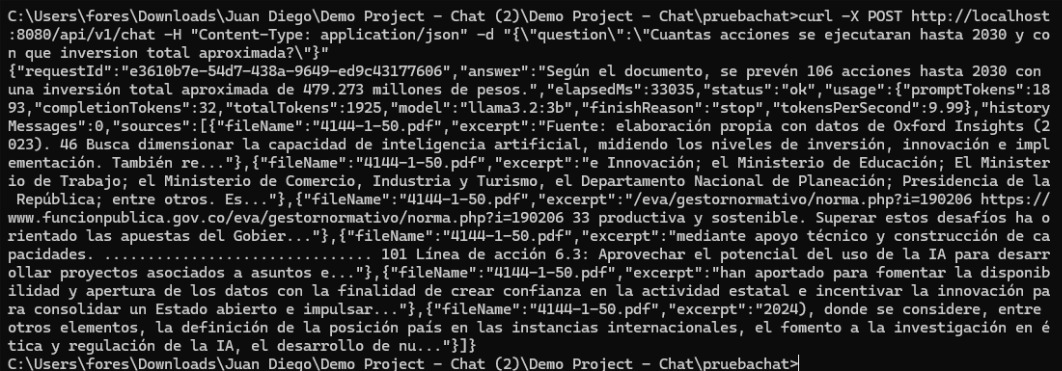 C:\Users\fores\Downloads\Juan Diego\Demo Project - Chat (2)\Demo Project - Chat\pruebachat>curl -X POST http://localhost
:8080/api/v1/chat -H "Content-Type: application/json" -d "{\"question\":\"Cuantas acciones se ejecutaran hasta 2030 y co
n que inversion total aproximada?\"}"
{"requestId":"e3610b7e-54d7-438a-9649-ed9c43177606","answer":"Según el documento, se prevén 106 acciones hasta 2030 con
una inversión total aproximada de 479.273 millones de pesos.","elapsedMs":33035,"status":"ok","usage":{"promptTokens":18
93,"completionTokens":32,"totalTokens":1925,"model":"llama3.2:3b","finishReason":"stop","tokensPerSecond":9.99},"history
Messages":0,"sources":[{"fileName":"4144-1-50.pdf","excerpt":"Fuente: elaboración propia con datos de Oxford Insights (2
023). 46 Busca dimensionar la capacidad de inteligencia artificial, midiendo los niveles de inversión, innovación e impl
ementación. También re..."},{"fileName":"4144-1-50.pdf","excerpt":"e Innovación; el Ministerio de Educación; El Minister
io de Trabajo; el Ministerio de Comercio, Industria y Turismo, el Departamento Nacional de Planeación; Presidencia de la
República; entre otros. Es..."},{"fileName":"4144-1-50.pdf","excerpt":"/eva/gestornormativo/norma.php?i=190206 https://
www.funcionpublica.gov.co/eva/gestornormativo/norma.php?i=190206 33 productiva y sostenible. Superar estos desafíos ha o
rientado las apuestas del Gobier..."},{"fileName":"4144-1-50.pdf","excerpt":"mediante apoyo técnico y construcción de ca
pacidades. .............................. 101 Línea de acción 6.3: Aprovechar el potencial del uso de la IA para desarr
ollar proyectos asociados a asuntos e..."},{"fileName":"4144-1-50.pdf","excerpt":"han aportado para fomentar la disponib
ilidad y apertura de los datos con la finalidad de crear confianza en la actividad estatal e incentivar la innovación pa
ra consolidar un Estado abierto e impulsar..."},{"fileName":"4144-1-50.pdf","excerpt":"2024), donde se considere, entre
otros elementos, la definición de la posición país en las instancias internacionales, el fomento a la investigación en é
tica y regulación de la IA, el desarrollo de nu..."}]}
C:\Users\fores\Downloads\Juan Diego\Demo Project - Chat (2)\Demo Project - Chat\pruebachat>